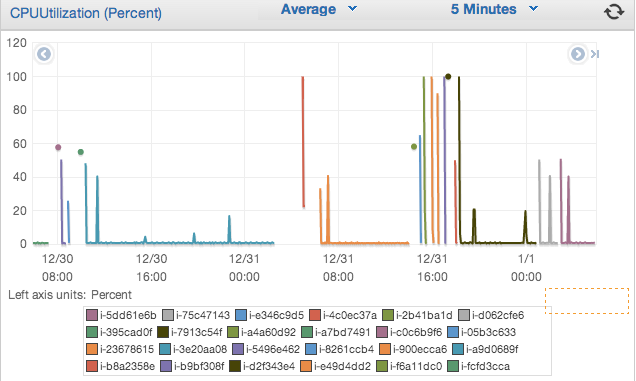 CPUUtilization (Percent) Average 5 Minutes
120
100
80
60
40
20
0
12/30 12/30 12/31 12/31 12/31 1/1
08:00 16:00 00:00 08:00 16:00 00:00
Left axis units: Percent
i-5dd61e6b i-75c47143 i-e346c9d5 i-4c0ec37a i-2b41ba1d i-d062cfe6
i-395cad0f i-7913c54f i-a4a60d92 i-a7bd7491 i-c0c6b9f6 i-05b3c633
i-23678615 i-3e20aa08 i-5496e462 i-8261ccb4 i-900ecca6 i-a9d0689f
i-b8a2358e i-b9bf308f i-d2f343e4 i-e49d4dd2 i-f6a11dc0 i-fcfd3cca